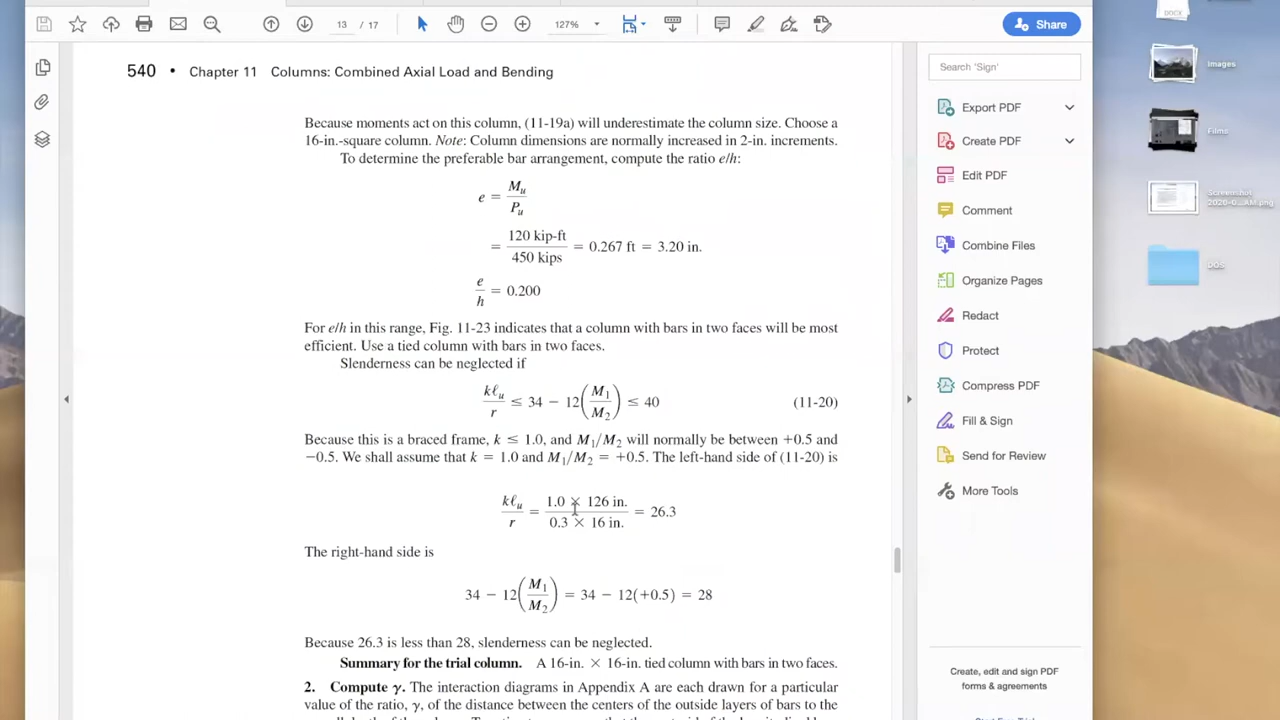 DOCX
13 / 17
127%
Share
540 • Chapter 11 Columns: Combined Axial Load and Bending
Because moments act on this column, (11-19a) will underestimate the column size. Choose a
16-in.-square column. Note: Column dimensions are normally increased in 2-in. increments.
To determine the preferable bar arrangement, compute the ratio e/h:
e = Mu / Pu
= 120 kip-ft / 450 kips = 0.267 ft = 3.20 in.
e / h = 0.200
For e/h in this range, Fig. 11-23 indicates that a column with bars in two faces will be most
efficient. Use a tied column with bars in two faces.
Slenderness can be neglected if
kℓu / r ≤ 34 − 12(M1 / M2) ≤ 40 (11-20)
Because this is a braced frame, k ≤ 1.0, and M1/M2 will normally be between +0.5 and
−0.5. We shall assume that k = 1.0 and M1/M2 = +0.5. The left-hand side of (11-20) is
kℓu / r = 1.0 × 126 in. / 0.3 × 16 in. = 26.3
The right-hand side is
34 − 12(M1 / M2) = 34 − 12(+0.5) = 28
Because 26.3 is less than 28, slenderness can be neglected.
Summary for the trial column. A 16-in. × 16-in. tied column with bars in two faces.
2. Compute γ. The interaction diagrams in Appendix A are each drawn for a particular
value of the ratio, γ, of the distance between the centers of the outside layers of bars to the
Search 'Sign'
Export PDF
Create PDF
Edit PDF
Comment
Combine Files
Organize Pages
Redact
Protect
Compress PDF
Fill & Sign
Send for Review
More Tools
Create, edit and sign PDF
forms & agreements
Images
Films
Screenshot